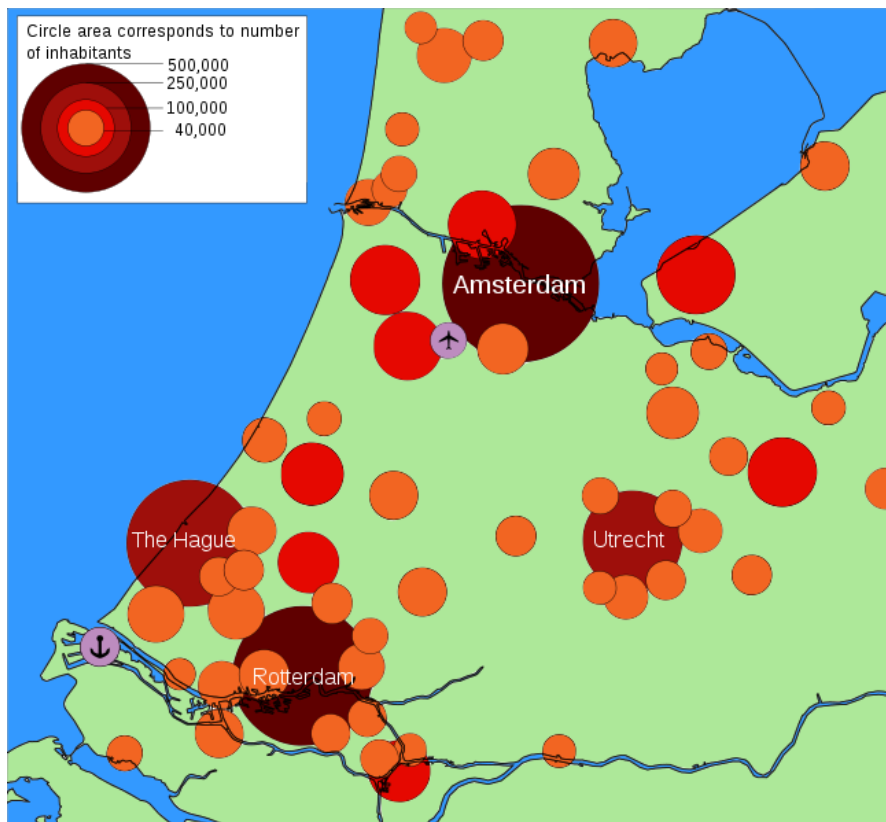 Circle area corresponds to number
of inhabitants
500,000
250,000
100,000
40,000
Amsterdam
The Hague
Utrecht
Rotterdam